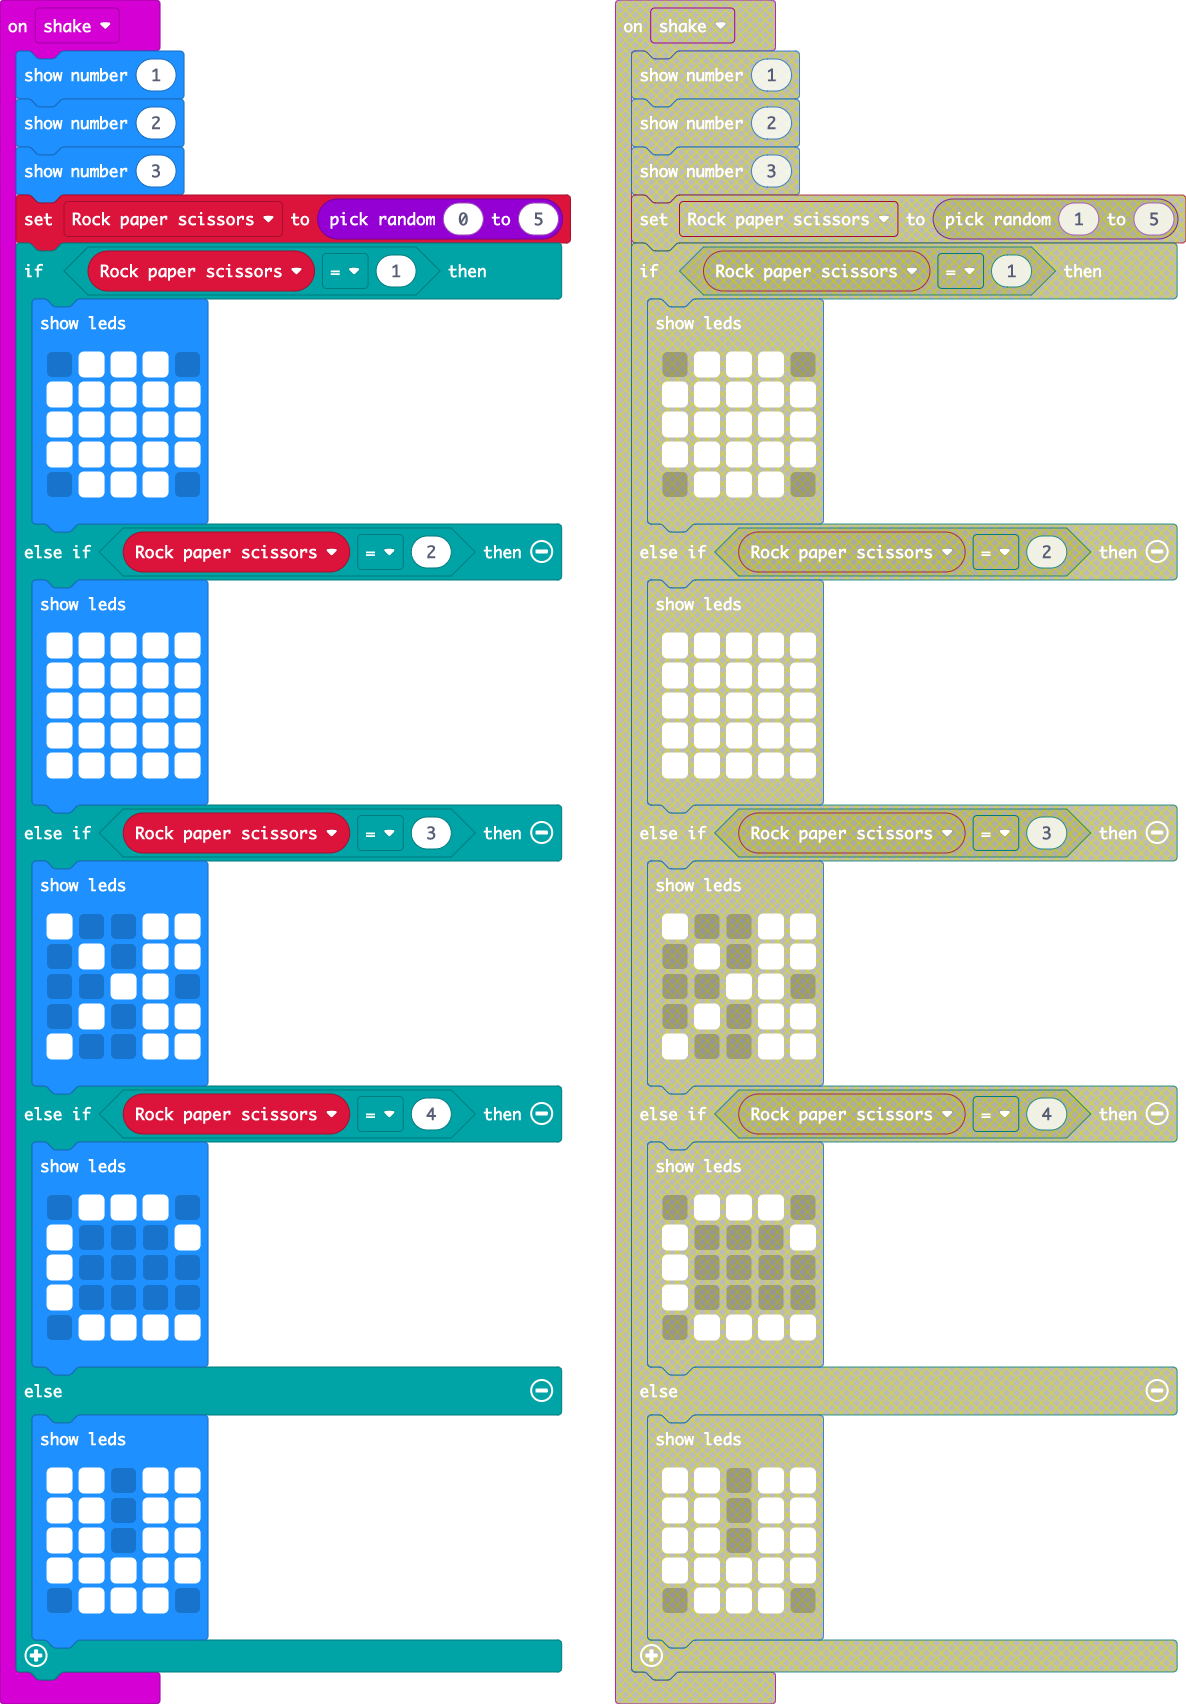 on shake
show number 1
show number 2
show number 3
set Rock paper scissors to pick random 0 to 5
if Rock paper scissors = 1 then
show leds
else if Rock paper scissors = 2 then
show leds
else if Rock paper scissors = 3 then
show leds
else if Rock paper scissors = 4 then
show leds
else
show leds
on shake
show number 1
show number 2
show number 3
set Rock paper scissors to pick random 1 to 5
if Rock paper scissors = 1 then
show leds
else if Rock paper scissors = 2 then
show leds
else if Rock paper scissors = 3 then
show leds
else if Rock paper scissors = 4 then
show leds
else
show leds